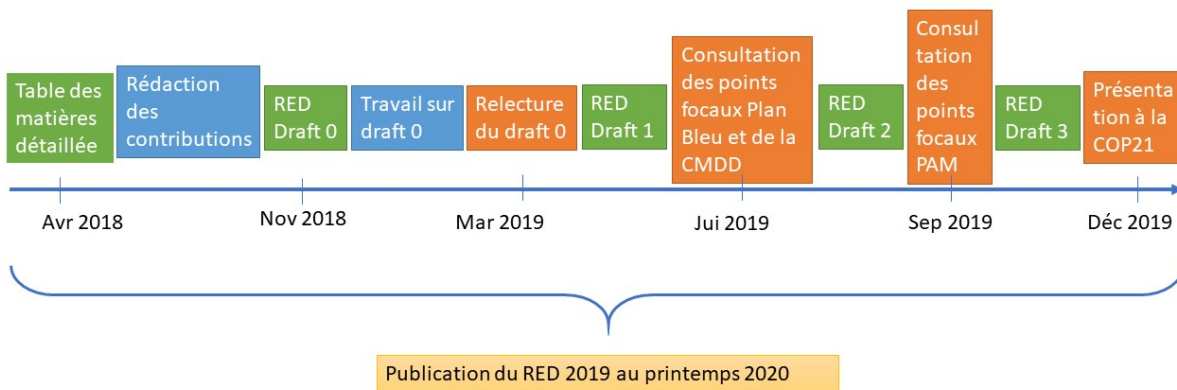 Table des
matières
détaillée
Rédaction
des
contributions
RED
Draft 0
Travail sur
draft 0
Relecture
du draft 0
RED
Draft 1
Consultation
des points
focaux Plan
Bleu et de la
CMDD
RED
Draft 2
Consul
tation
des
points
focaux
PAM
RED
Draft 3
Présenta
tion à la
COP21
Avr 2018
Nov 2018
Mar 2019
Jui 2019
Sep 2019
Déc 2019
Publication du RED 2019 au printemps 2020